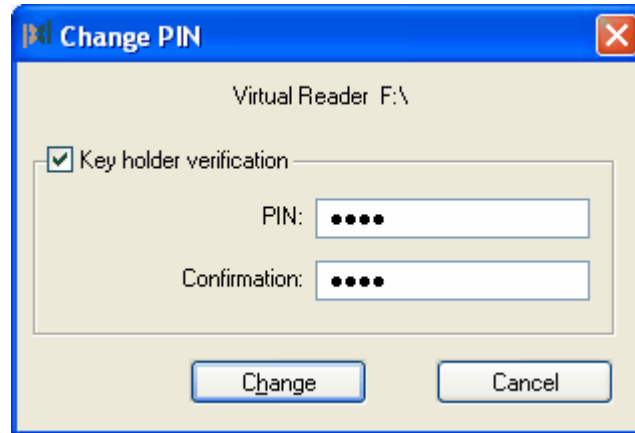 Change PIN
Virtual Reader F:\
Key holder verification
PIN: ●●●●
Confirmation: ●●●●
Change
Cancel